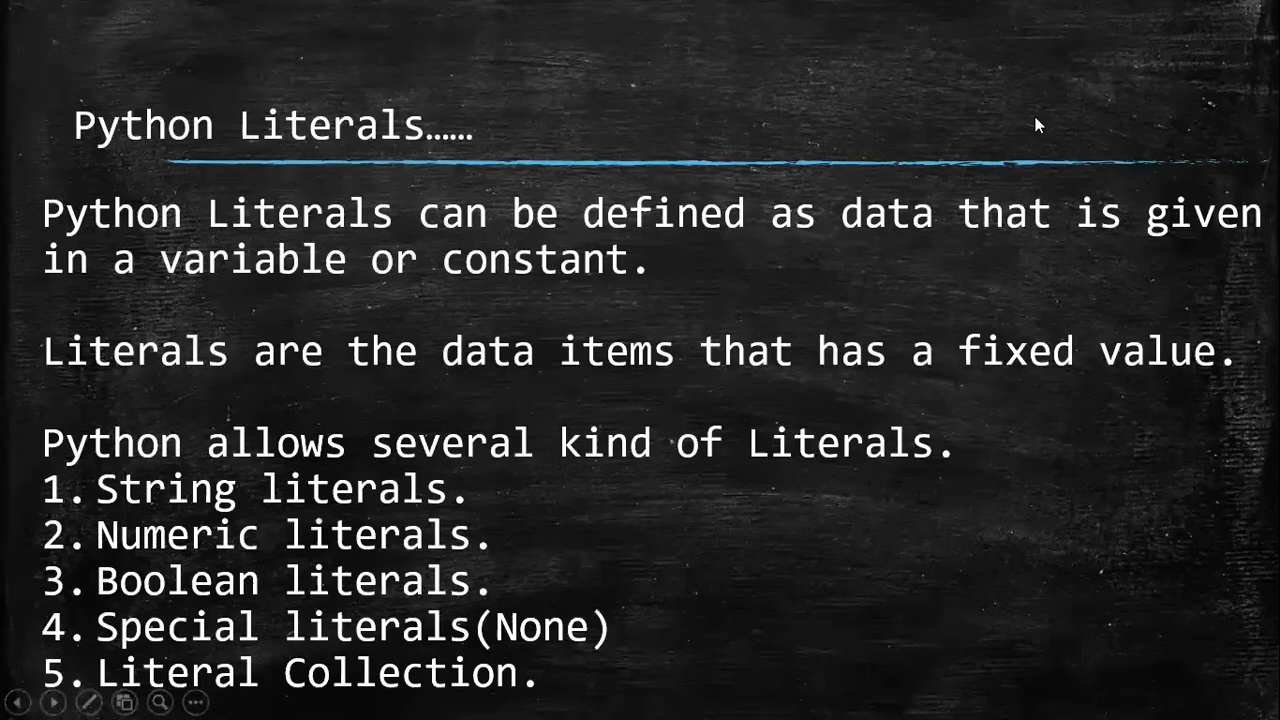 Python Literals……
Python Literals can be defined as data that is given
in a variable or constant.
Literals are the data items that has a fixed value.
Python allows several kind of Literals.
1. String literals.
2. Numeric literals.
3. Boolean literals.
4. Special literals(None)
5. Literal Collection.